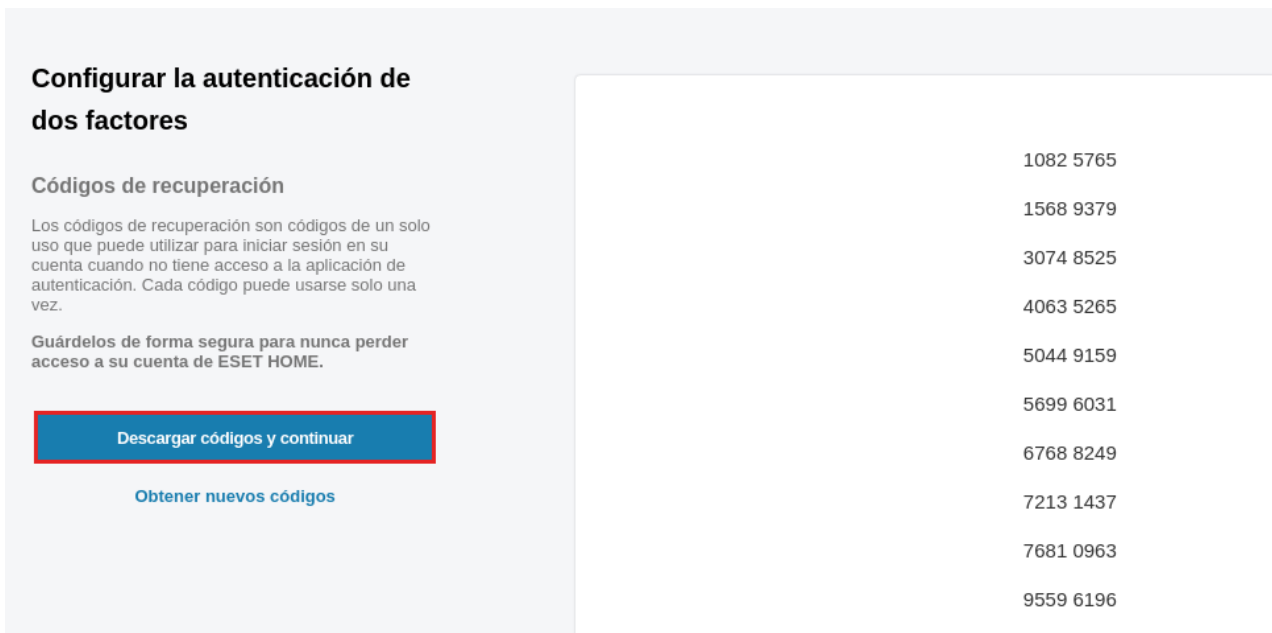 Configurar la autenticación de
dos factores
Códigos de recuperación
Los códigos de recuperación son códigos de un solo
uso que puede utilizar para iniciar sesión en su
cuenta cuando no tiene acceso a la aplicación de
autenticación. Cada código puede usarse solo una
vez.
Guárdelos de forma segura para nunca perder
acceso a su cuenta de ESET HOME.
Descargar códigos y continuar
Obtener nuevos códigos
1082 5765
1568 9379
3074 8525
4063 5265
5044 9159
5699 6031
6768 8249
7213 1437
7681 0963
9559 6196